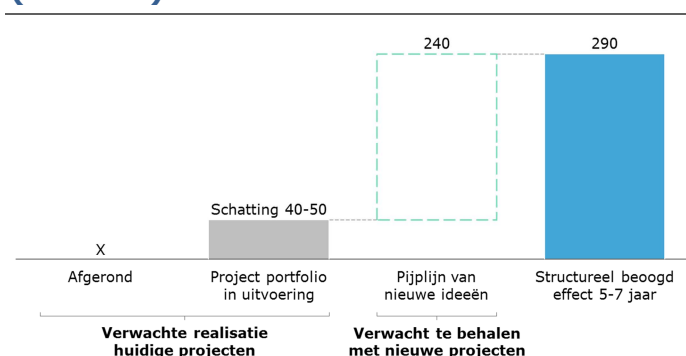 240
290
Schatting 40-50
X
Afgerond
Project portfolio
in uitvoering
Pijplijn van
nieuwe ideeën
Structureel beoogd
effect 5-7 jaar
Verwachte realisatie
huidige projecten
Verwacht te behalen
met nieuwe projecten